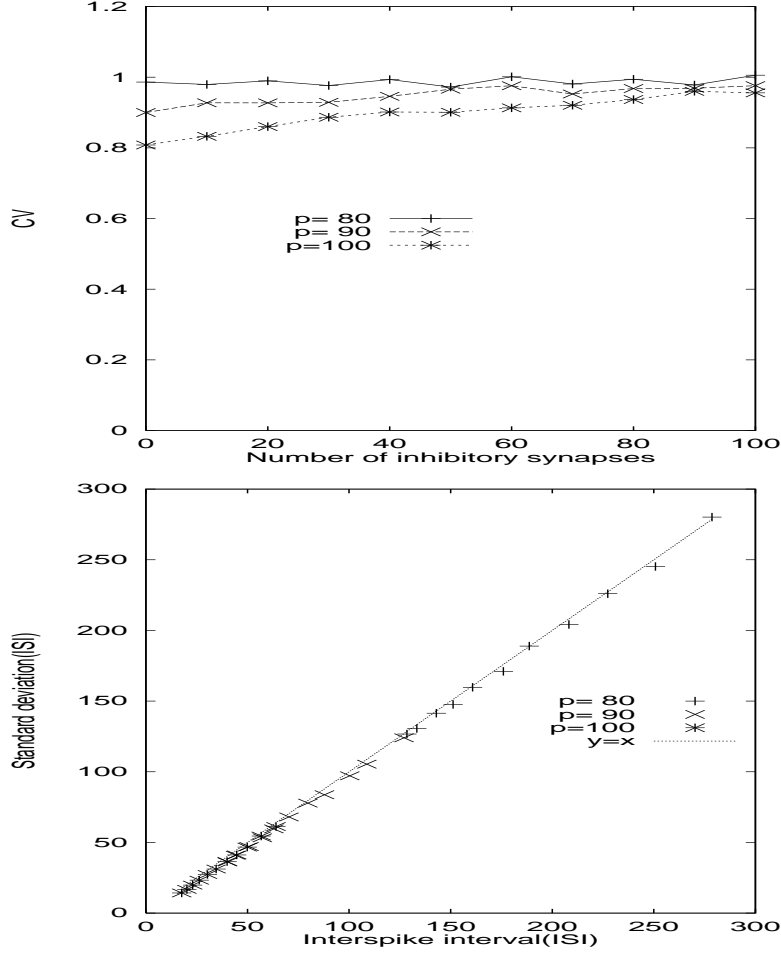 1.2
1
0.8
0.6
0.4
0.2
0
CV
p= 80
p= 90
p=100
0 20 40 60 80 100
Number of inhibitory synapses
300
250
200
150
100
50
0
Standard deviation(ISI)
p= 80
p= 90
p=100
y=x
0 50 100 150 200 250 300
Interspike interval(ISI)